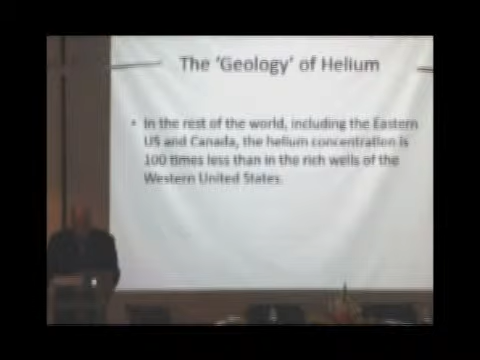 The ‘Geology’ of Helium
• In the rest of the world, including the Eastern
US and Canada, the helium concentration is
100 times less than in the rich wells of the
Western United States.